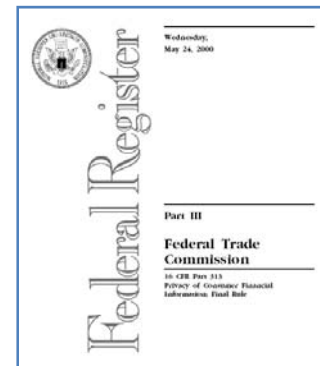 Federal Register
Wednesday,
May 24, 2000
Part III
Federal Trade
Commission
16 CFR Part 313
Privacy of Consumer Financial
Information; Final Rule